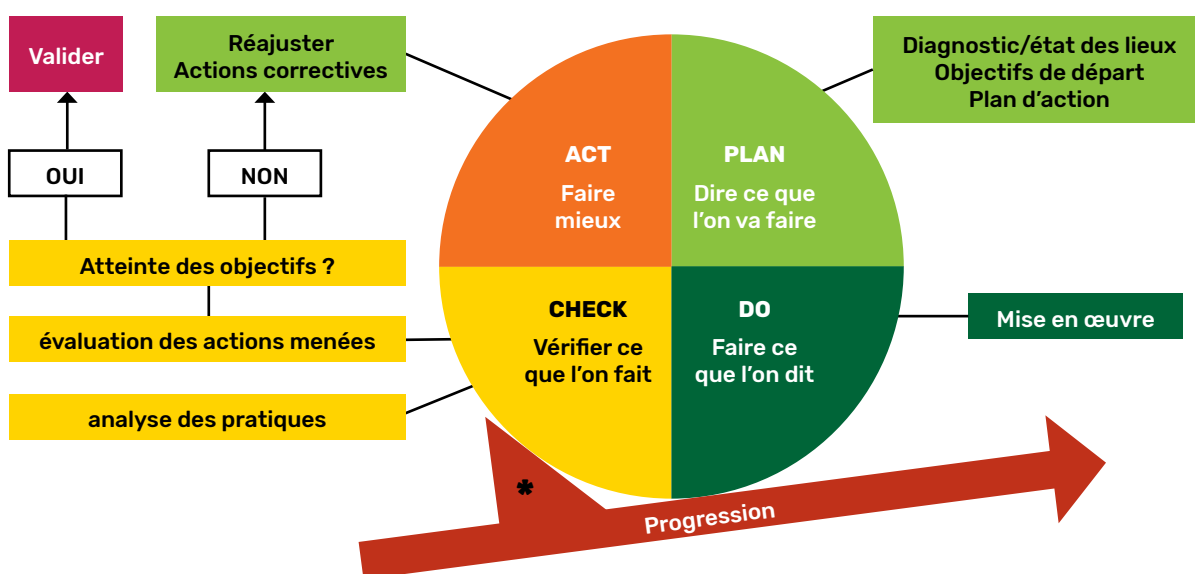 Valider
Réajuster
Actions correctives
OUI
NON
Atteinte des objectifs ?
évaluation des actions menées
analyse des pratiques
ACT
Faire
mieux
PLAN
Dire ce que
l'on va faire
CHECK
Vérifier ce
que l'on fait
DO
Faire ce
que l'on dit
Diagnostic/état des lieux
Objectifs de départ
Plan d'action
Mise en œuvre
*
Progression